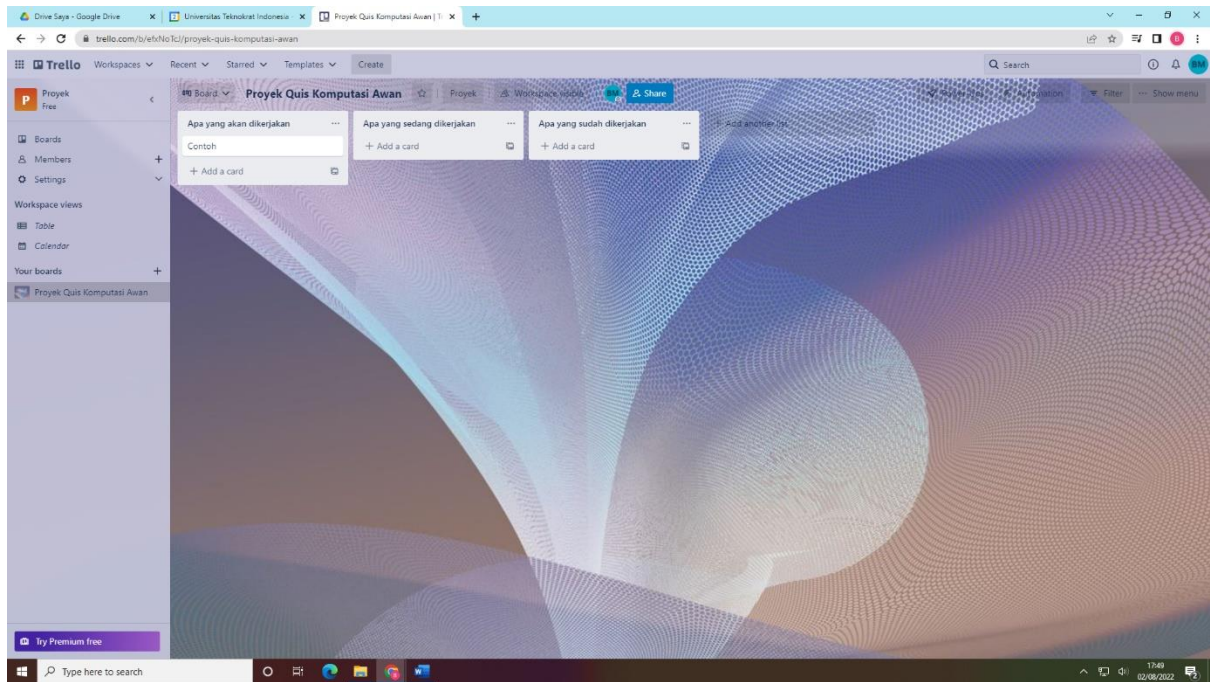 Drive Saya - Google Drive
Universitas Teknokrat Indonesia
Proyek Quis Komputasi Awan | Tr
trello.com/b/efxNoTcJ/proyek-quis-komputasi-awan
B
Trello Workspaces Recent Starred Templates Create
Search
BM
P
Proyek
Free
Board
Proyek Quis Komputasi Awan
Proyek
Workspace visible
BM
Share
Power-Ups
Automation
Filter
Show menu
Boards
Members
Settings
Workspace views
Table
Calendar
Your boards
Proyek Quis Komputasi Awan
Apa yang akan dikerjakan
Contoh
+ Add a card
Apa yang sedang dikerjakan
+ Add a card
Apa yang sudah dikerjakan
+ Add a card
+ Add another list
Try Premium free
Type here to search
17:49
02/08/2022